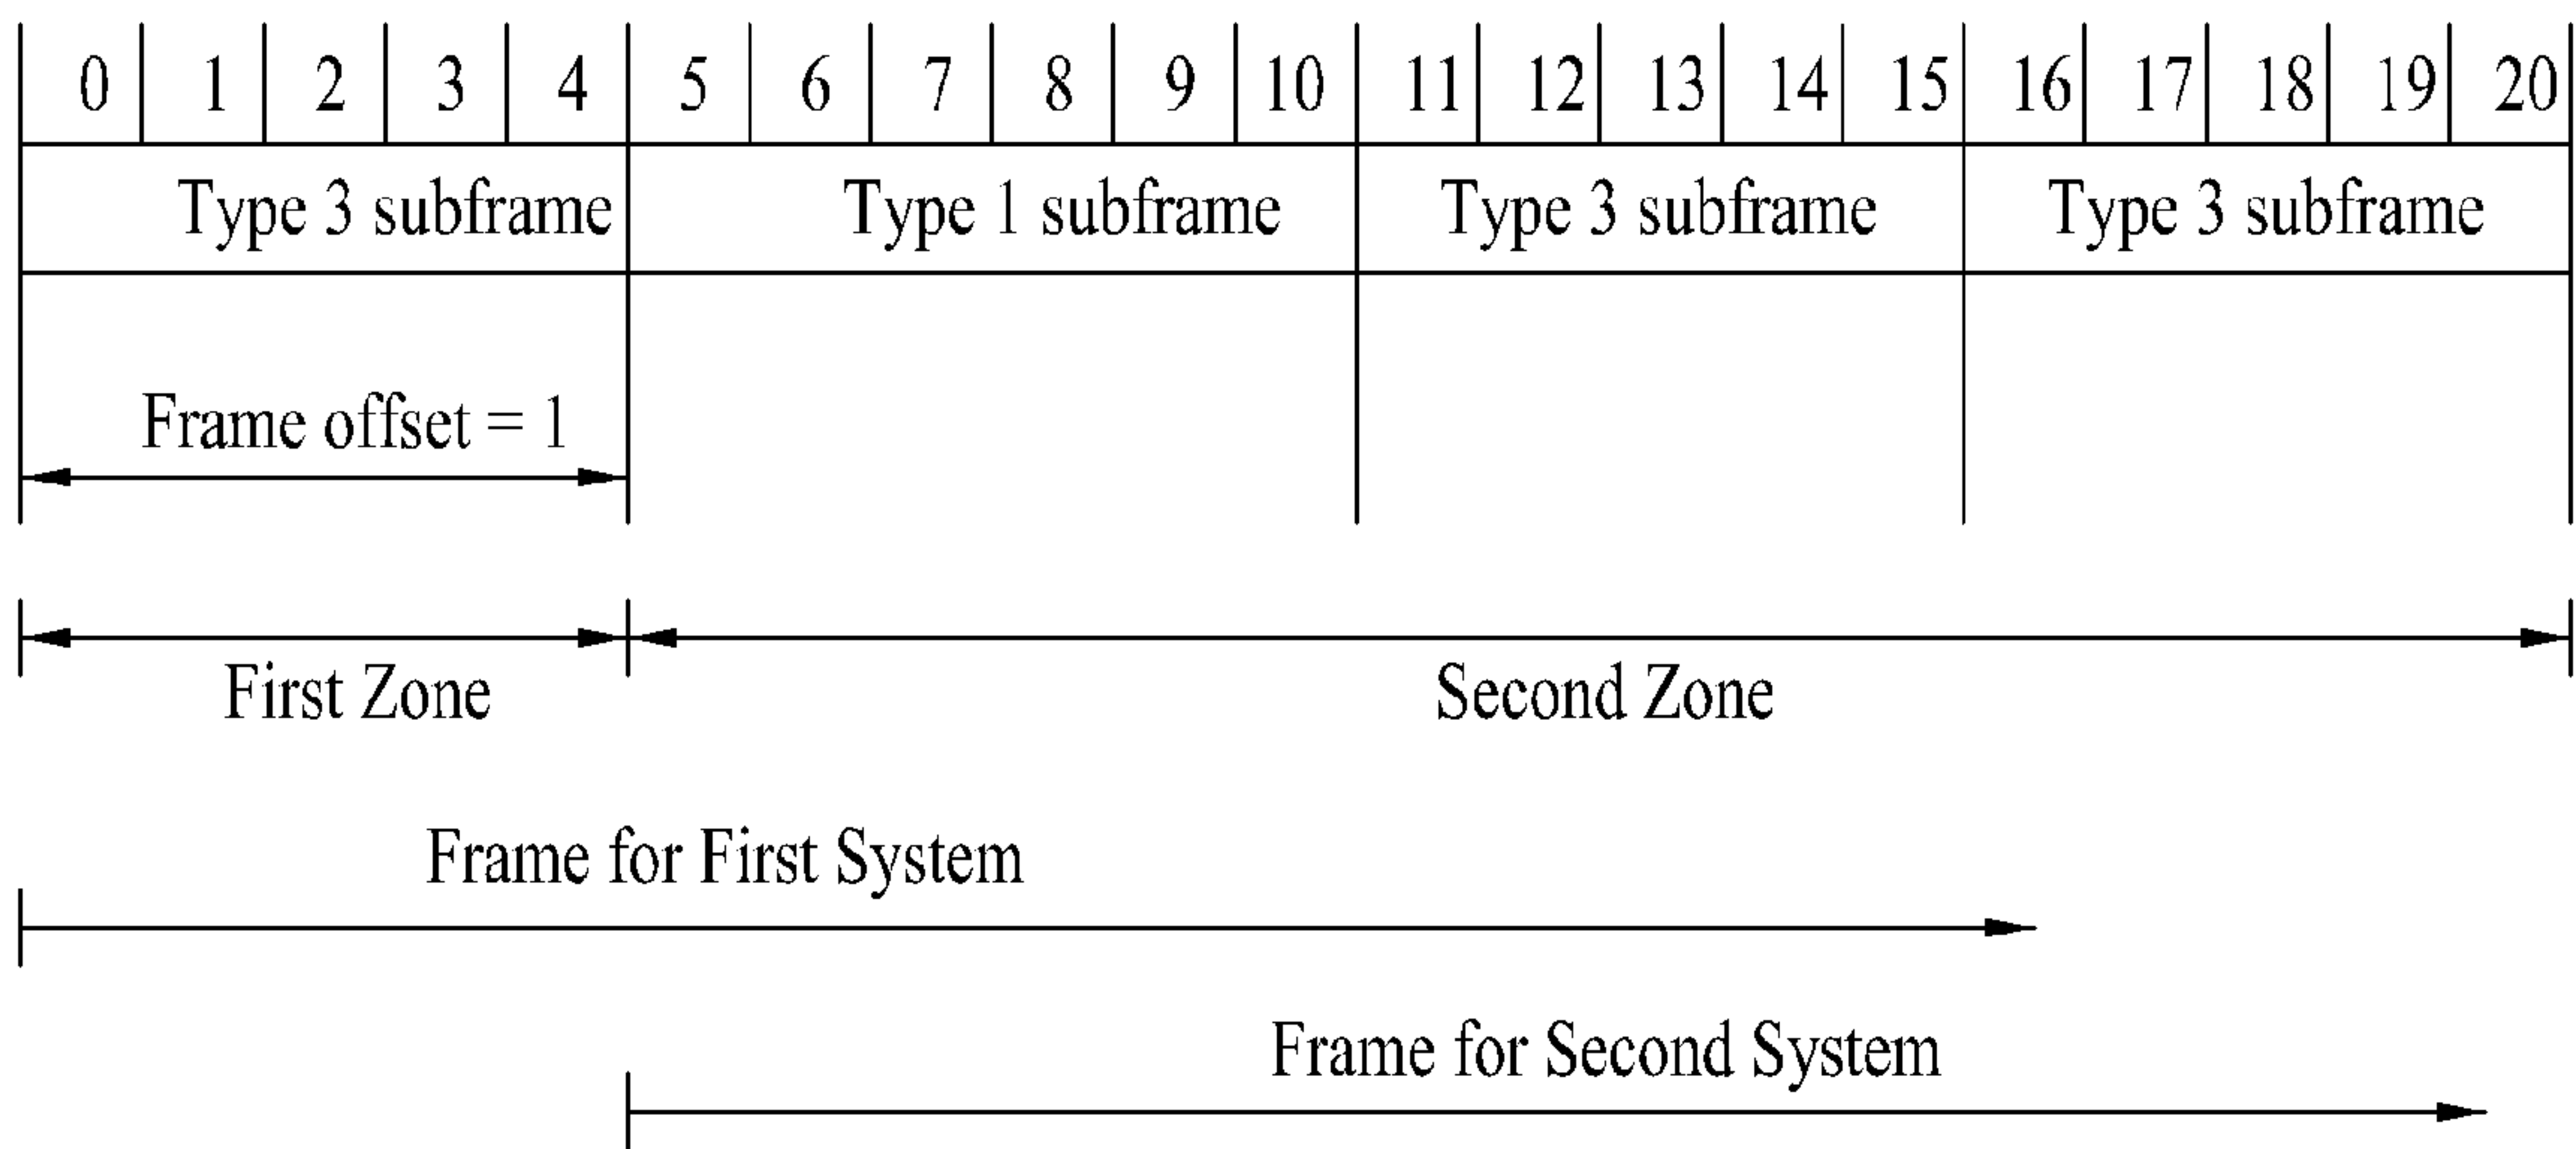 0 1 2 3 4 5 6 7 8 9 10 11 12 13 14 15 16 17 18 19 20
Type 3 subframe Type 1 subframe Type 3 subframe Type 3 subframe
Frame offset = 1
First Zone Second Zone
Frame for First System
Frame for Second System